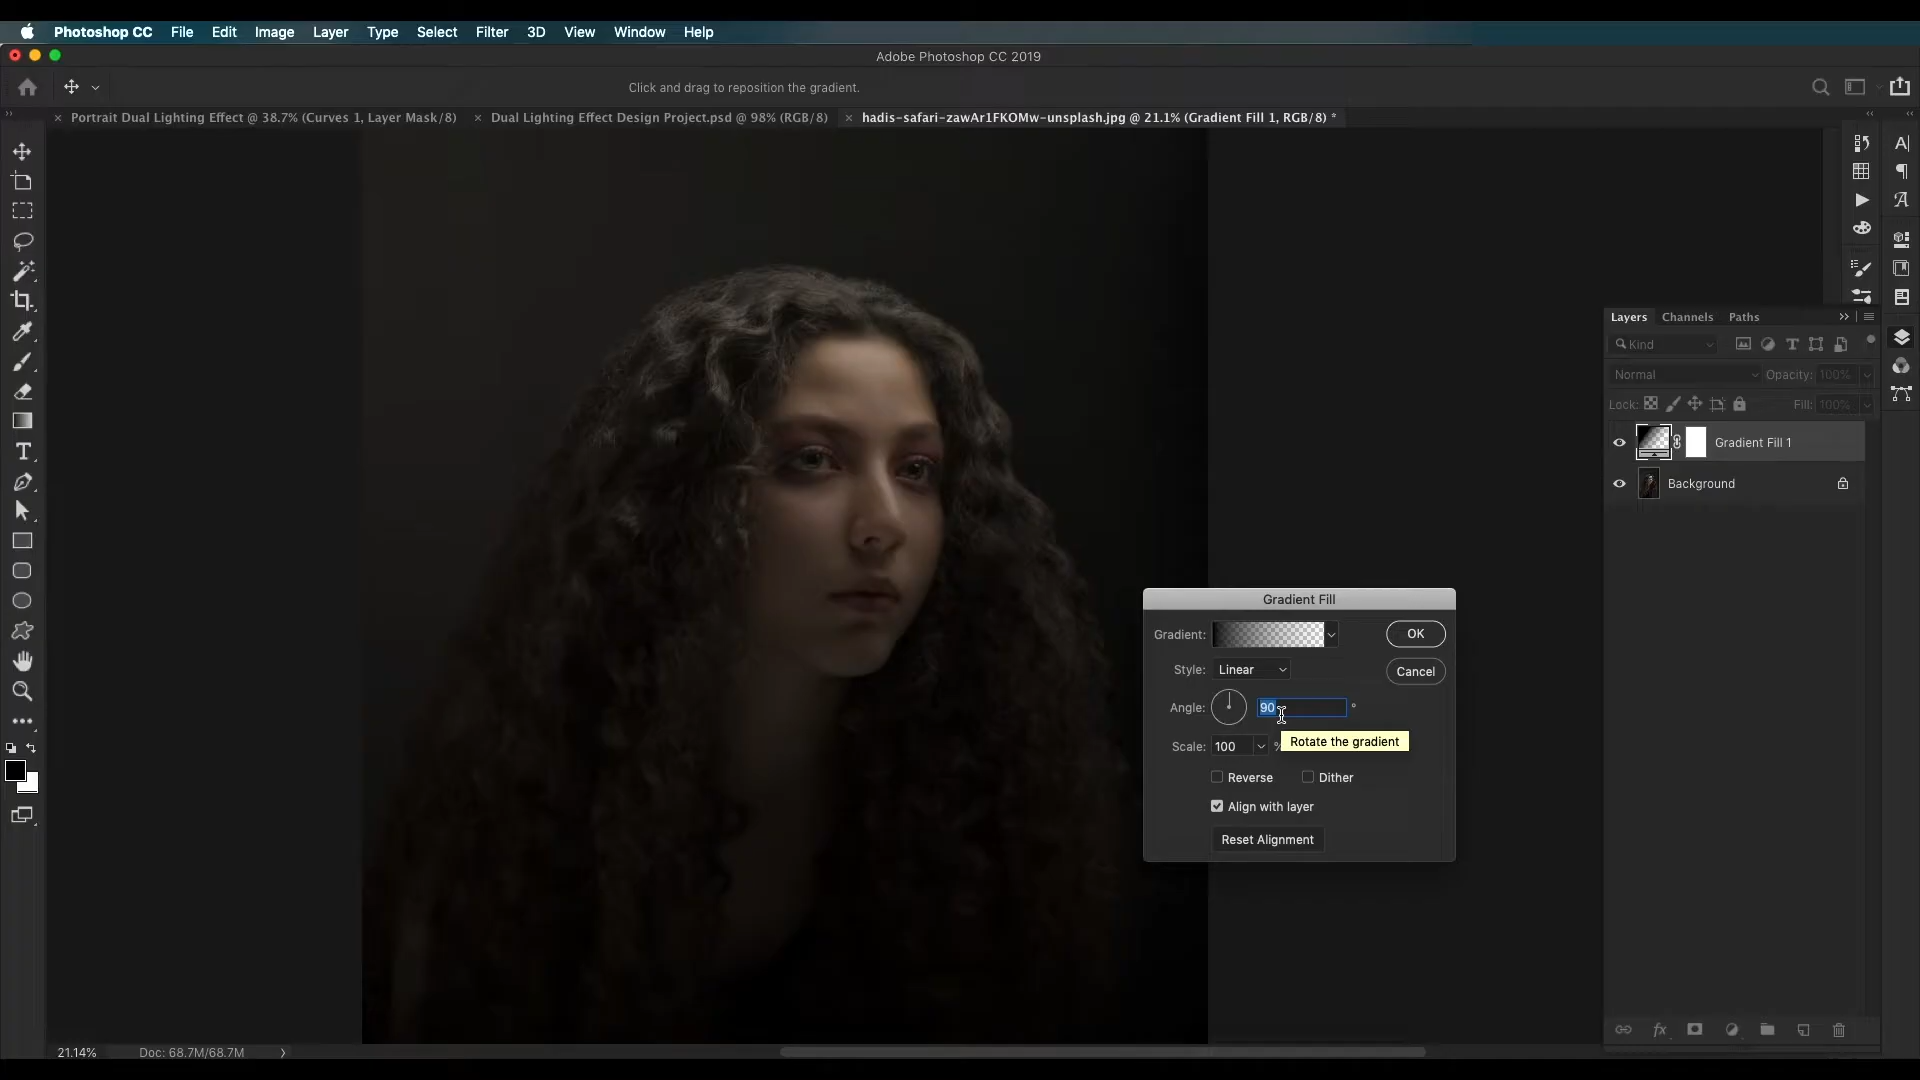 Photoshop CC File Edit Image Layer Type Select Filter 3D View Window Help
Adobe Photoshop CC 2019
Click and drag to reposition the gradient.
Portrait Dual Lighting Effect @ 38.7% (Curves 1, Layer Mask/8)
Dual Lighting Effect Design Project.psd @ 98% (RGB/8)
hadis-safari-zawAr1FKOMw-unsplash.jpg @ 21.1% (Gradient Fill 1, RGB/8) *
Layers Channels Paths
Kind
Normal Opacity: 100%
Lock: Fill: 100%
Gradient Fill 1
Background
Gradient Fill
Gradient: OK
Style: Linear Cancel
Angle: 90 °
Scale: 100 %
Rotate the gradient
Reverse Dither
Align with layer
Reset Alignment
21.14% Doc: 68.7M/68.7M